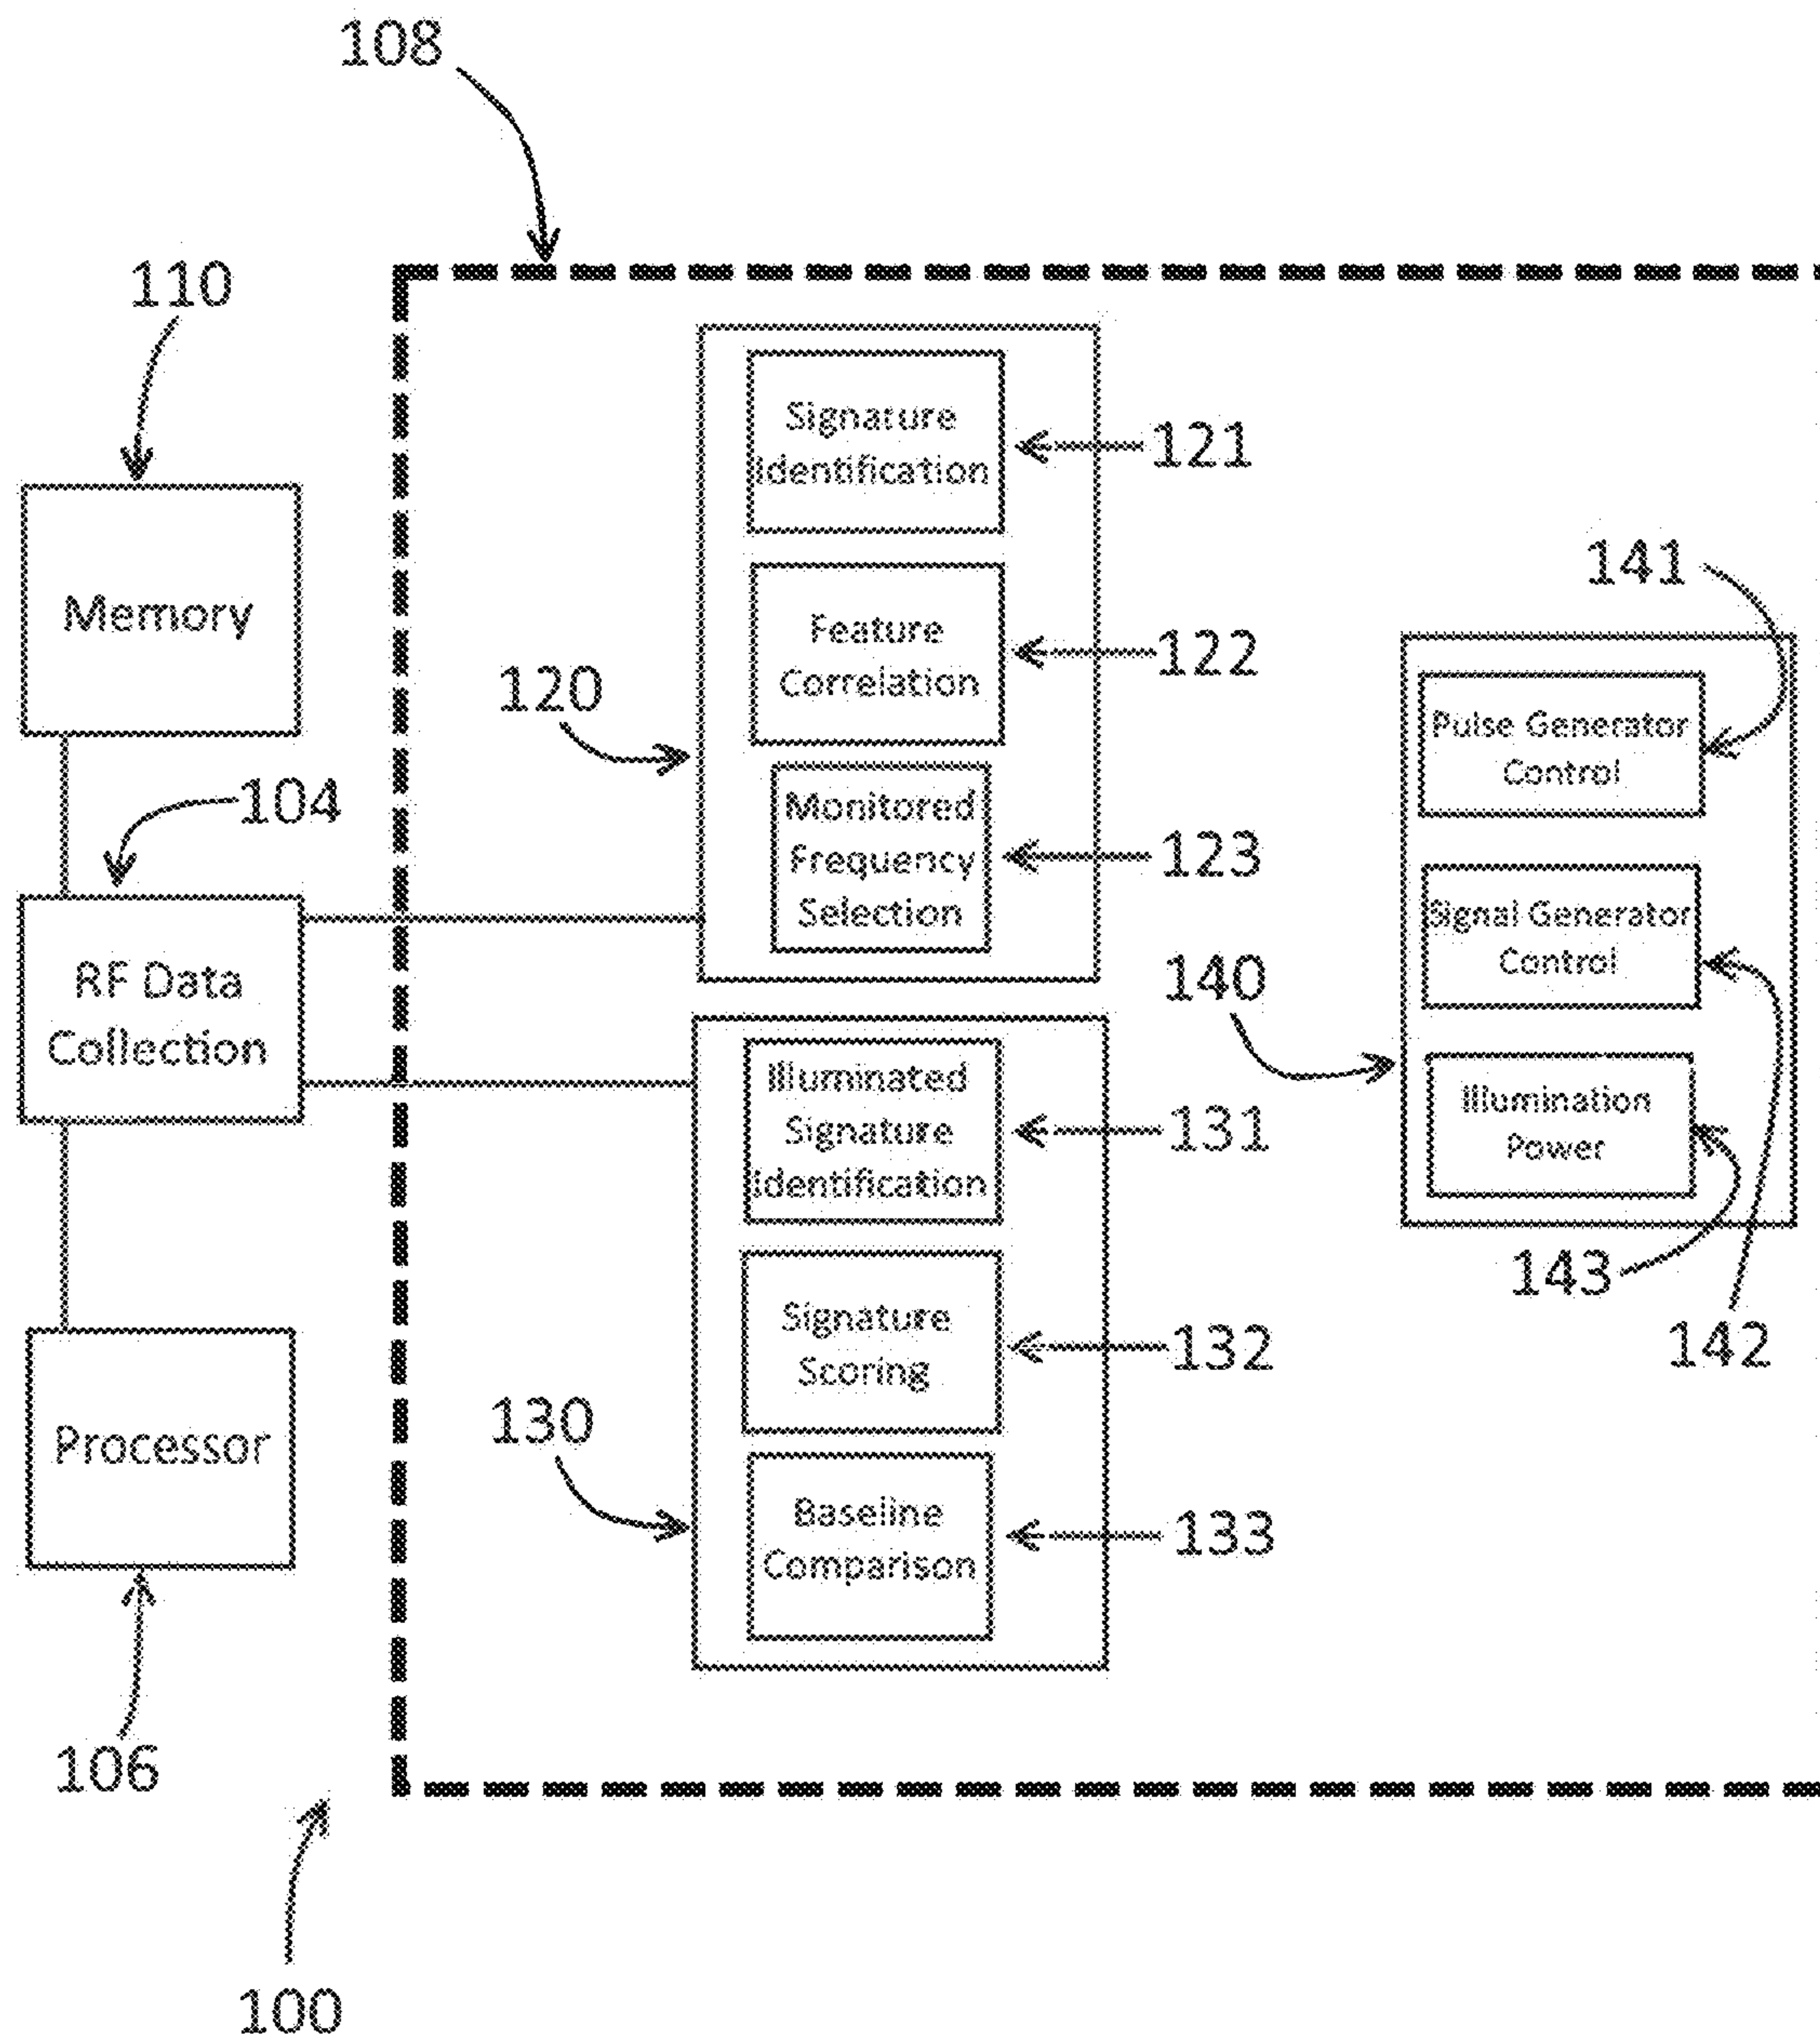 108
110
Signature
Identification
121
141
Memory
Feature
Correlation
122
120
Pulse Generator
Control
104
Monitored
Frequency
Selection
123
Signal Generator
Control
RF Data
Collection
140
Illuminated
Signature
Identification
131
Illumination
Power
143
Signature
Scoring
132
142
130
Processor
Baseline
Comparison
133
106
100